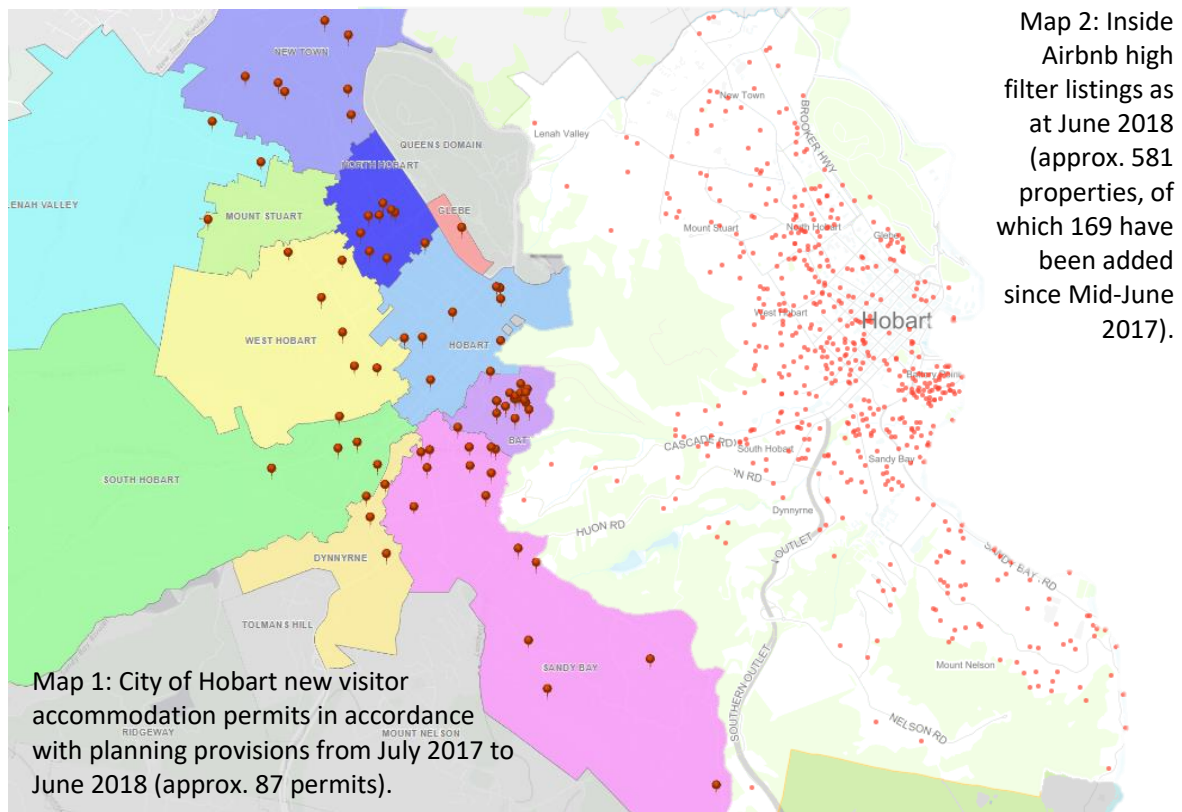 NEW TOWN
QUEENS DOMAIN
NORTH HOBART
LENAH VALLEY
MOUNT STUART
GLEBE
WEST HOBART
HOBART
BAT
SOUTH HOBART
DYNNYRNE
TOLMANS HILL
SANDY BAY
RIDGEWAY
MOUNT NELSON
Map 1: City of Hobart new visitor
accommodation permits in accordance
with planning provisions from July 2017 to
June 2018 (approx. 87 permits).
New Town
Lenah Valley
BROOKER HWY
Mount Stuart
North Hobart
Glebe
West Hobart
Hobart
Battery Point
CASCADE RD
South Hobart
ON RD
Sandy Bay
Dynnyrne
HUON RD
OUTLET
SANDY BAY RD
Mount Nelson
NELSON RD
SOUTHERN OUTLET
Map 2: Inside
Airbnb high
filter listings as
at June 2018
(approx. 581
properties, of
which 169 have
been added
since Mid-June
2017).